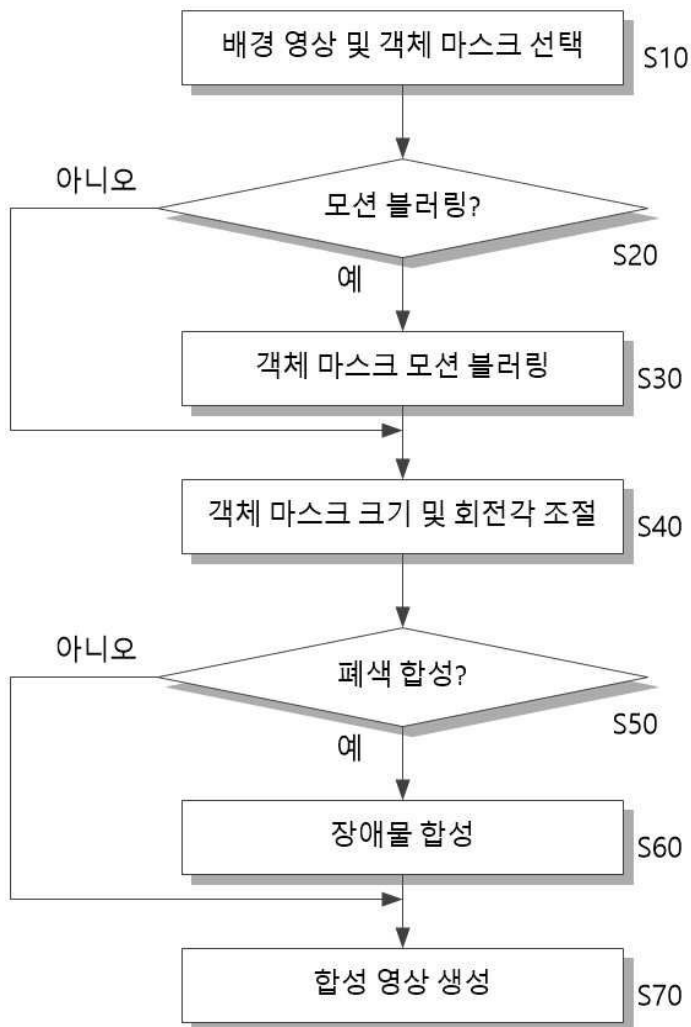 배경 영상 및 객체 마스크 선택
S10
아니오
모션 블러링?
S20
예
객체 마스크 모션 블러링
S30
객체 마스크 크기 및 회전각 조절
S40
아니오
폐색 합성?
S50
예
장애물 합성
S60
합성 영상 생성
S70